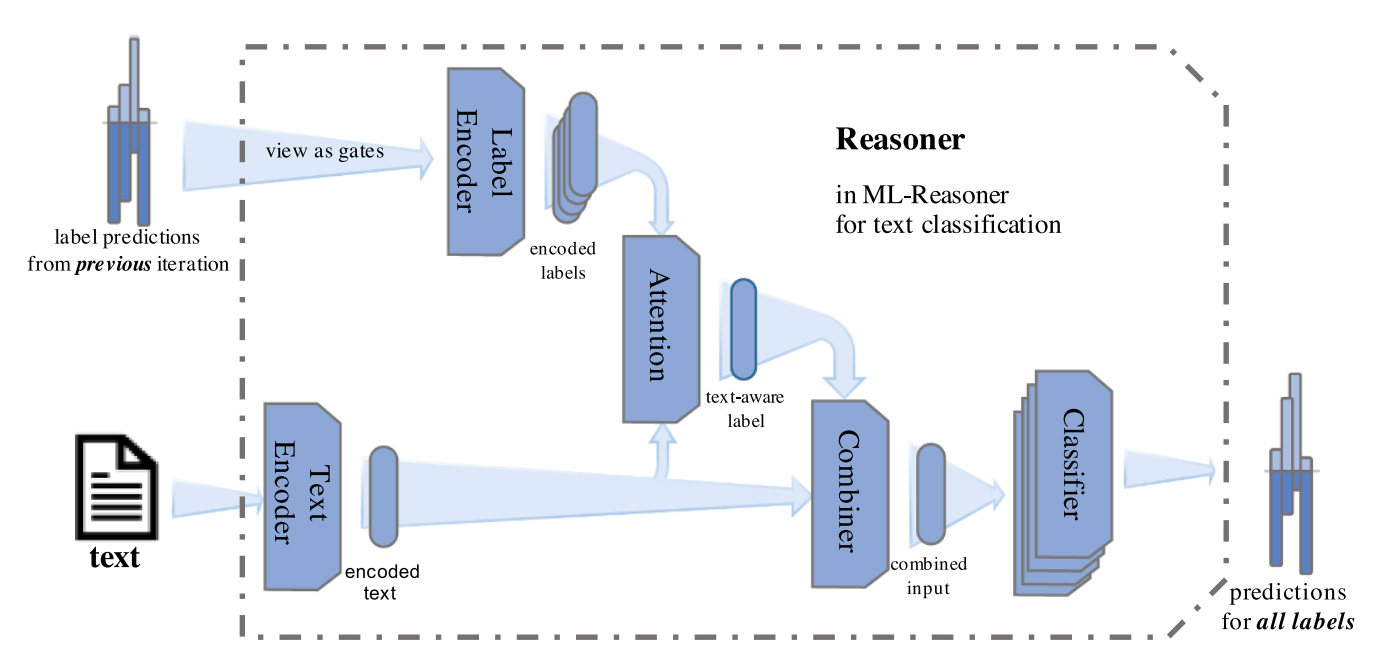 view as gates
Label
Encoder
Reasoner
in ML-Reasoner
for text classification
label predictions
from previous iteration
encoded
labels
Attention
text-aware
label
Text
Encoder
Combiner
Classifier
text
encoded
text
combined
input
predictions
for all labels